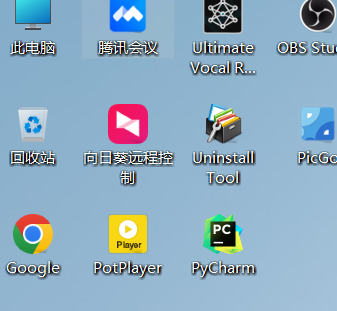 此电脑
腾讯会议
Ultimate
Vocal R...
OBS Stu
回收站
向日葵远程控
制
Uninstall
Tool
PicGo
Google
Player
PotPlayer
PC
PyCharm